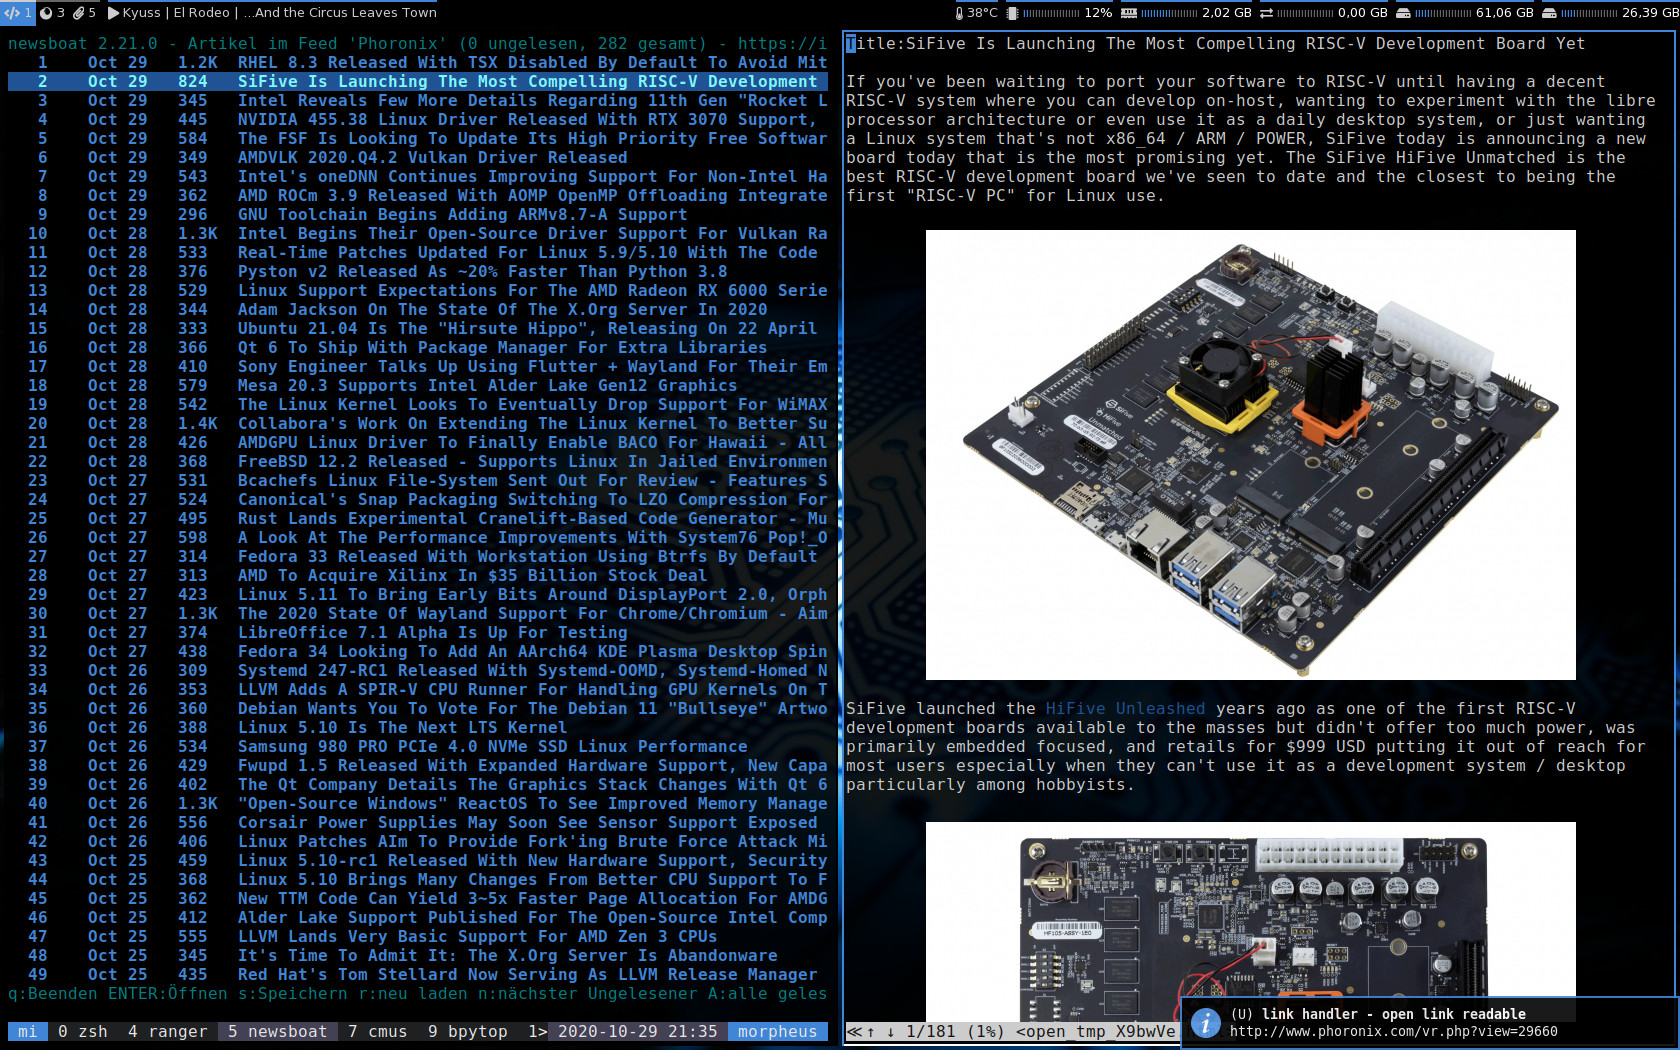 1 3 5 Kyuss | El Rodeo | ...And the Circus Leaves Town
38°C 12% 2,02 GB 0,00 GB 61,06 GB 26,39 GB
newsboat 2.21.0 - Artikel im Feed 'Phoronix' (0 ungelesen, 282 gesamt) - https://i
1 Oct 29 1.2K RHEL 8.3 Released With TSX Disabled By Default To Avoid Mit
2 Oct 29 824 SiFive Is Launching The Most Compelling RISC-V Development
3 Oct 29 345 Intel Reveals Few More Details Regarding 11th Gen "Rocket L
4 Oct 29 445 NVIDIA 455.38 Linux Driver Released With RTX 3070 Support,
5 Oct 29 584 The FSF Is Looking To Update Its High Priority Free Softwar
6 Oct 29 349 AMDVLK 2020.Q4.2 Vulkan Driver Released
7 Oct 29 543 Intel's oneDNN Continues Improving Support For Non-Intel Ha
8 Oct 29 362 AMD ROCm 3.9 Released With AOMP OpenMP Offloading Integrate
9 Oct 29 296 GNU Toolchain Begins Adding ARMv8.7-A Support
10 Oct 28 1.3K Intel Begins Their Open-Source Driver Support For Vulkan Ra
11 Oct 28 533 Real-Time Patches Updated For Linux 5.9/5.10 With The Code
12 Oct 28 376 Pyston v2 Released As ~20% Faster Than Python 3.8
13 Oct 28 529 Linux Support Expectations For The AMD Radeon RX 6000 Serie
14 Oct 28 344 Adam Jackson On The State Of The X.Org Server In 2020
15 Oct 28 333 Ubuntu 21.04 Is The "Hirsute Hippo", Releasing On 22 April
16 Oct 28 366 Qt 6 To Ship With Package Manager For Extra Libraries
17 Oct 28 410 Sony Engineer Talks Up Using Flutter + Wayland For Their Em
18 Oct 28 579 Mesa 20.3 Supports Intel Alder Lake Gen12 Graphics
19 Oct 28 542 The Linux Kernel Looks To Eventually Drop Support For WiMAX
20 Oct 28 1.4K Collabora's Work On Extending The Linux Kernel To Better Su
21 Oct 28 426 AMDGPU Linux Driver To Finally Enable BACO For Hawaii - All
22 Oct 28 368 FreeBSD 12.2 Released - Supports Linux In Jailed Environmen
23 Oct 27 531 Bcachefs Linux File-System Sent Out For Review - Features S
24 Oct 27 524 Canonical's Snap Packaging Switching To LZO Compression For
25 Oct 27 495 Rust Lands Experimental Cranelift-Based Code Generator - Mu
26 Oct 27 598 A Look At The Performance Improvements With System76 Pop!_O
27 Oct 27 314 Fedora 33 Released With Workstation Using Btrfs By Default
28 Oct 27 313 AMD To Acquire Xilinx In $35 Billion Stock Deal
29 Oct 27 423 Linux 5.11 To Bring Early Bits Around DisplayPort 2.0, Orph
30 Oct 27 1.3K The 2020 State Of Wayland Support For Chrome/Chromium - Aim
31 Oct 27 374 LibreOffice 7.1 Alpha Is Up For Testing
32 Oct 27 438 Fedora 34 Looking To Add An AArch64 KDE Plasma Desktop Spin
33 Oct 26 309 Systemd 247-RC1 Released With Systemd-OOMD, Systemd-Homed N
34 Oct 26 353 LLVM Adds A SPIR-V CPU Runner For Handling GPU Kernels On T
35 Oct 26 360 Debian Wants You To Vote For The Debian 11 "Bullseye" Artwo
36 Oct 26 388 Linux 5.10 Is The Next LTS Kernel
37 Oct 26 534 Samsung 980 PRO PCIe 4.0 NVMe SSD Linux Performance
38 Oct 26 429 Fwupd 1.5 Released With Expanded Hardware Support, New Capa
39 Oct 26 402 The Qt Company Details The Graphics Stack Changes With Qt 6
40 Oct 26 1.3K "Open-Source Windows" ReactOS To See Improved Memory Manage
41 Oct 26 556 Corsair Power Supplies May Soon See Sensor Support Exposed
42 Oct 26 406 Linux Patches AIm To Provide Fork'ing Brute Force Attack Mi
43 Oct 25 459 Linux 5.10-rc1 Released With New Hardware Support, Security
44 Oct 25 368 Linux 5.10 Brings Many Changes From Better CPU Support To F
45 Oct 25 362 New TTM Code Can Yield 3~5x Faster Page Allocation For AMDG
46 Oct 25 412 Alder Lake Support Published For The Open-Source Intel Comp
47 Oct 25 555 LLVM Lands Very Basic Support For AMD Zen 3 CPUs
48 Oct 25 345 It's Time To Admit It: The X.Org Server Is Abandonware
49 Oct 25 435 Red Hat's Tom Stellard Now Serving As LLVM Release Manager
q:Beenden ENTER:Öffnen s:Speichern r:neu laden n:nächster Ungelesener A:alle geles
mi 0 zsh 4 ranger 5 newsboat 7 cmus 9 bpytop 1> 2020-10-29 21:35 morpheus
Title:SiFive Is Launching The Most Compelling RISC-V Development Board Yet
If you've been waiting to port your software to RISC-V until having a decent
RISC-V system where you can develop on-host, wanting to experiment with the libre
processor architecture or even use it as a daily desktop system, or just wanting
a Linux system that's not x86_64 / ARM / POWER, SiFive today is announcing a new
board today that is the most promising yet. The SiFive HiFive Unmatched is the
best RISC-V development board we've seen to date and the closest to being the
first "RISC-V PC" for Linux use.
SiFive
HiFive
Unmatched
SiFive launched the HiFive Unleashed years ago as one of the first RISC-V
development boards available to the masses but didn't offer too much power, was
primarily embedded focused, and retails for $999 USD putting it out of reach for
most users especially when they can't use it as a development system / desktop
particularly among hobbyists.
HF105-ASSY-1E0
≪↑ ↓ 1/181 (1%) <open_tmp_X9bwVe
(U) link handler - open link readable
http://www.phoronix.com/vr.php?view=29660